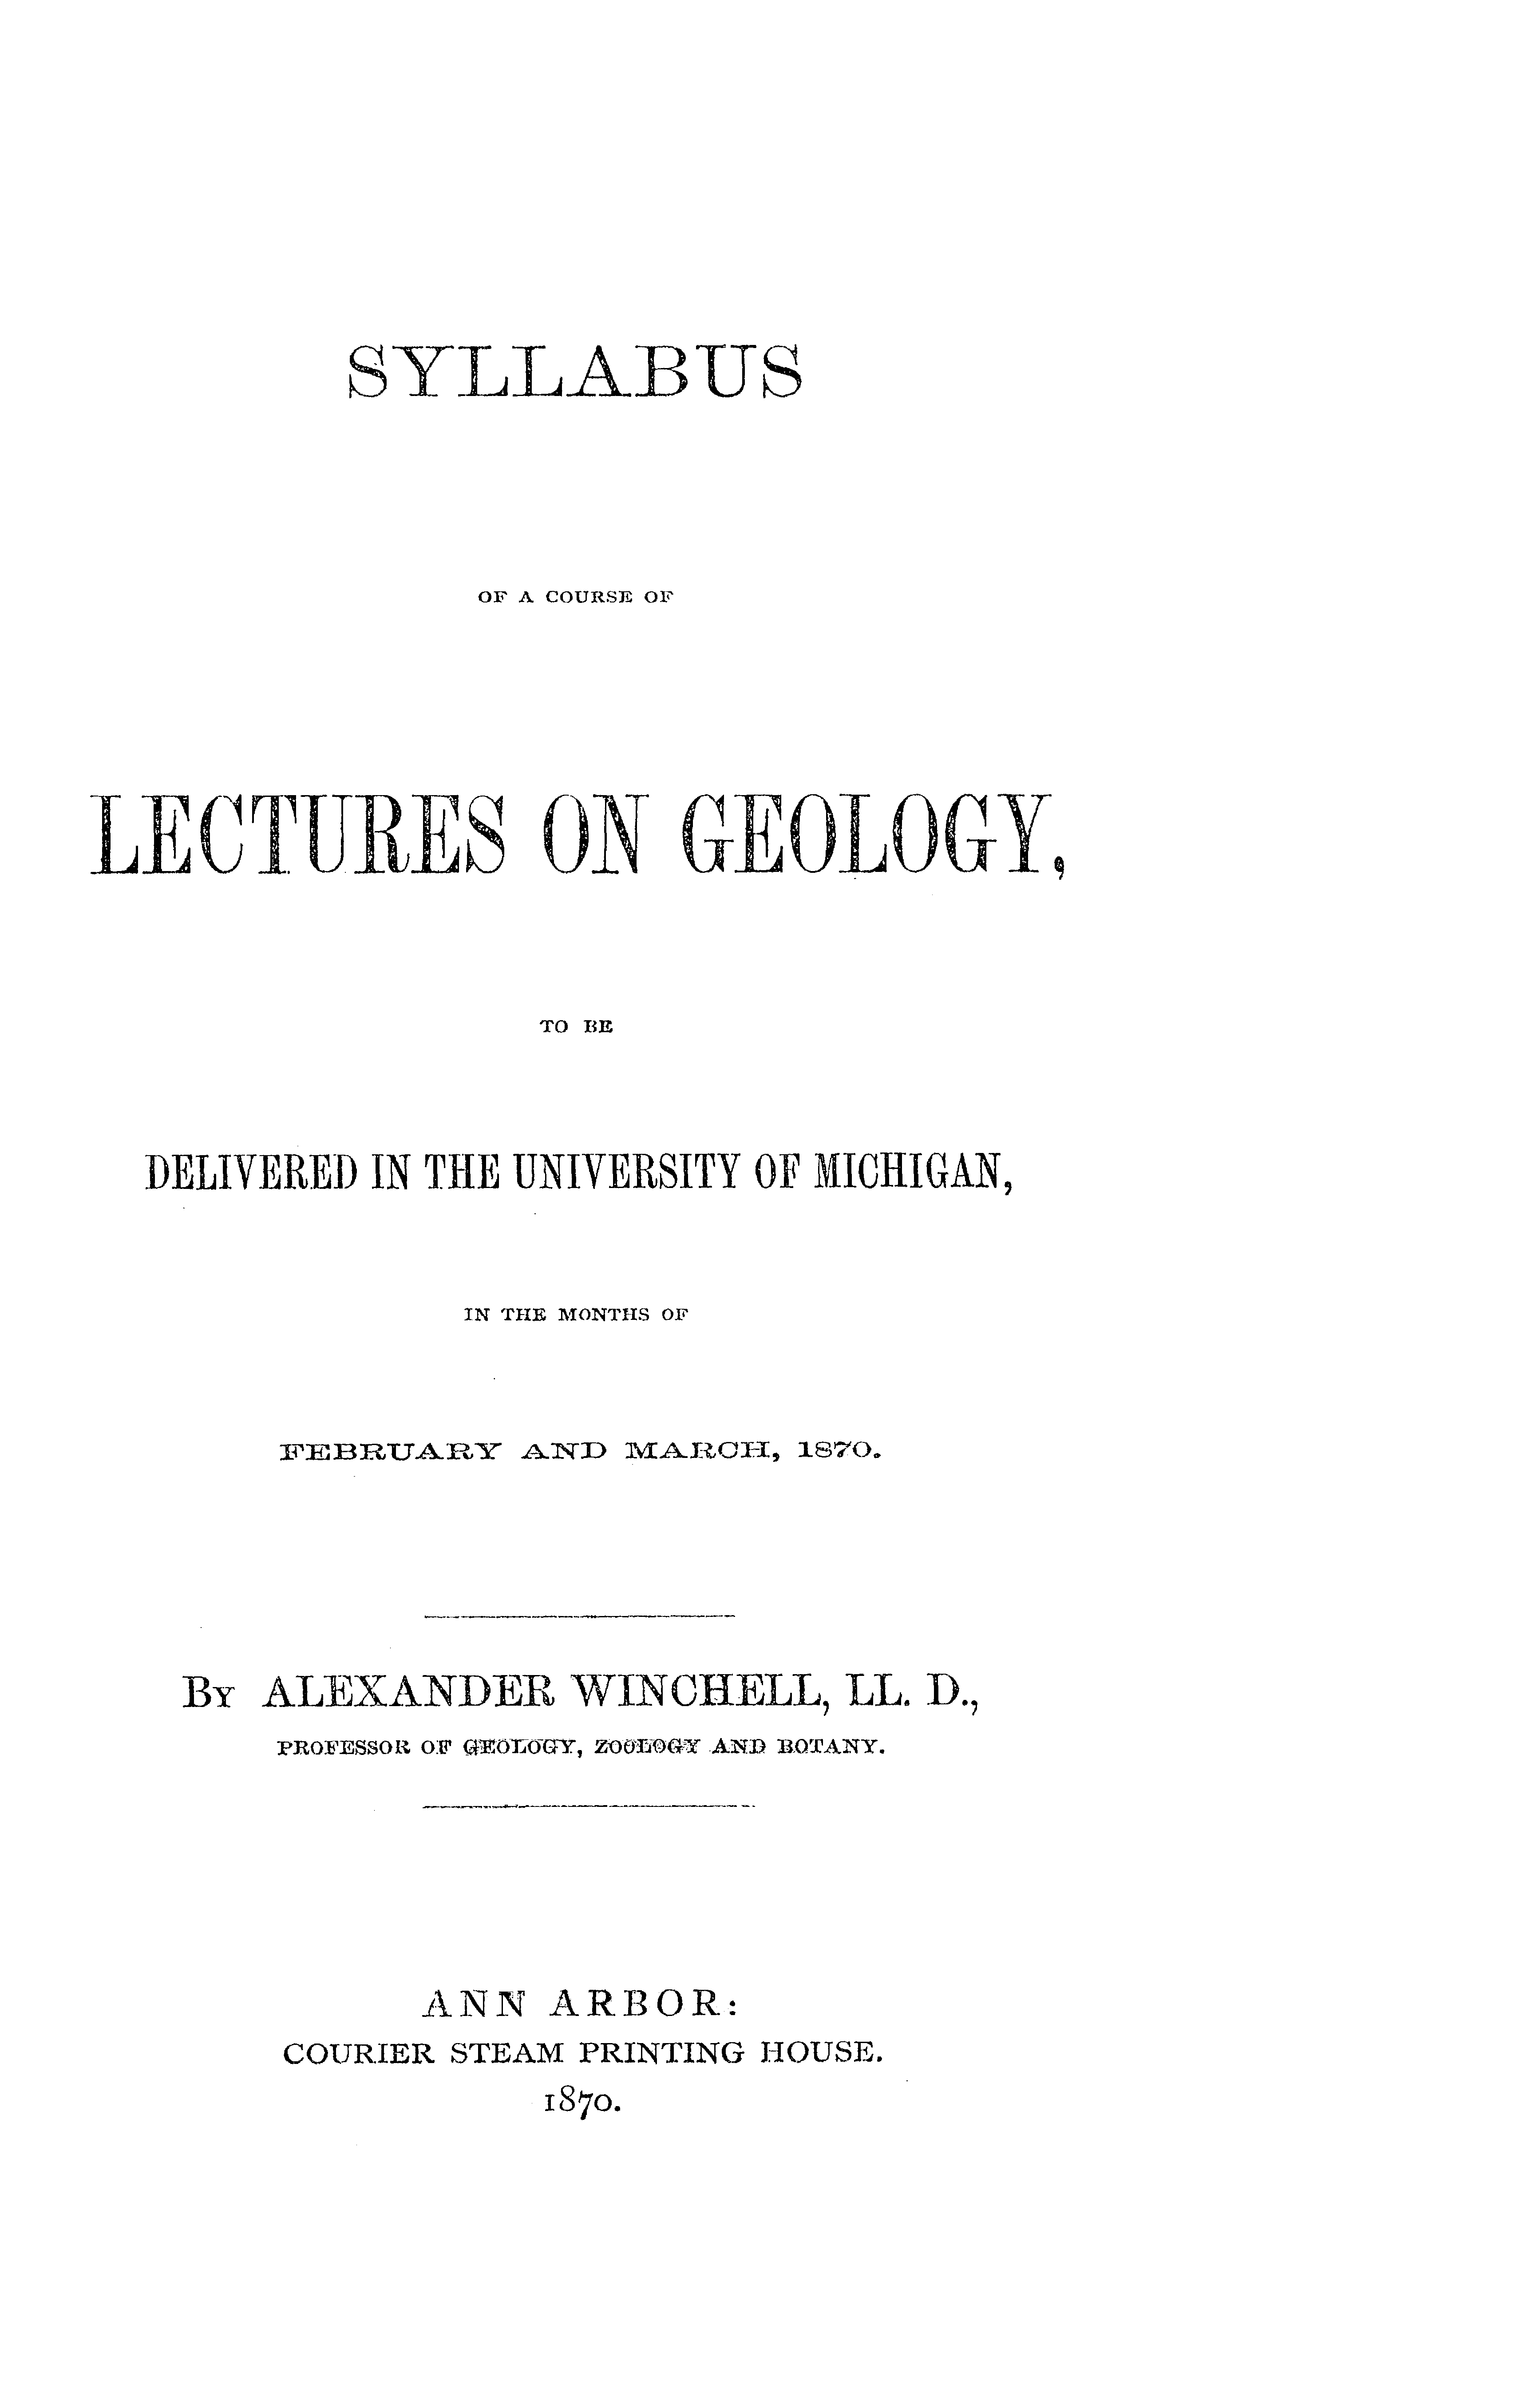 SYLLABUS
OF A COURSE OF
LECTURES ON GEOLOGY,
TO BE
DELIVERED IN THE UNIVERSITY OF MICHIGAN,
IN THE MONTHS OF
FEBRUARY AND MARCH, 1870.
By ALEXANDER WINCHELL, LL. D.,
PROFESSOR OF GEOLOGY, ZOOLOGY AND BOTANY.
ANN ARBOR:
COURIER STEAM PRINTING HOUSE.
1870.